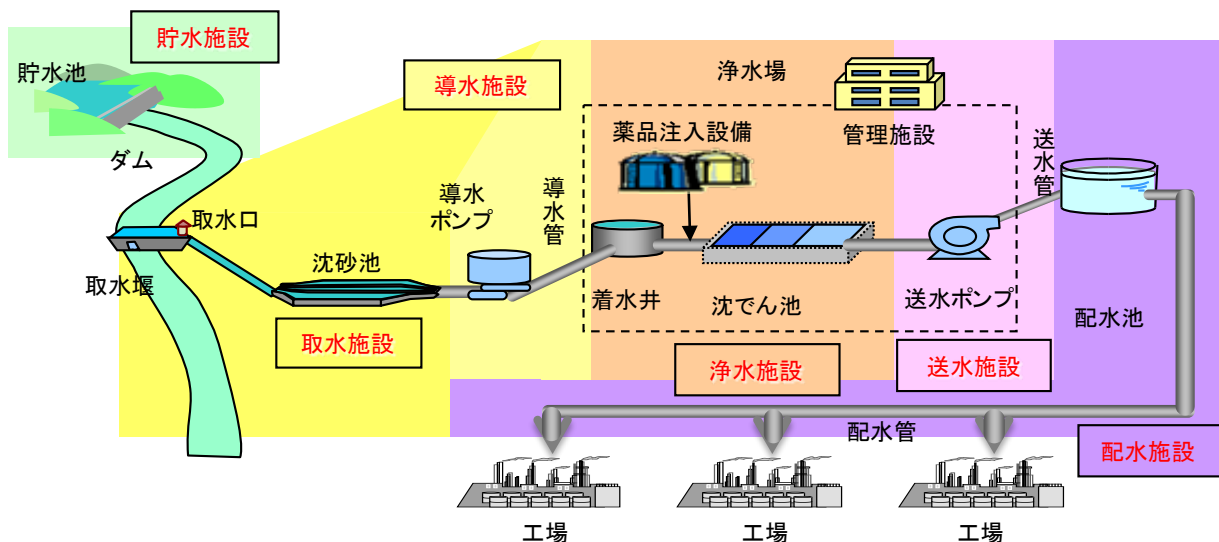 貯水施設
貯水池
ダム
取水口
取水堰
沈砂池
取水施設
導水施設
導水
ポンプ
導水管
浄水場
管理施設
薬品注入設備
着水井
沈でん池
浄水施設
送水ポンプ
送水施設
送水管
配水池
配水管
配水施設
工場
工場
工場